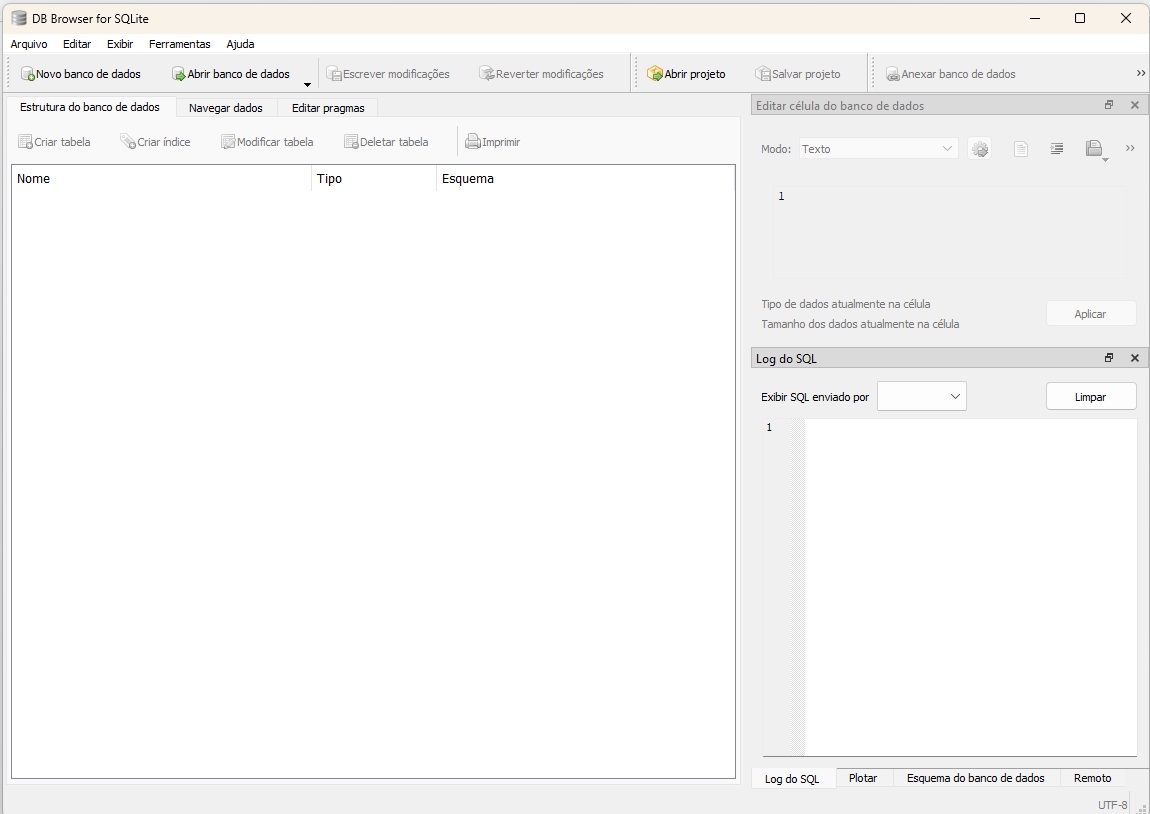 DB Browser for SQLite
Arquivo Editar Exibir Ferramentas Ajuda
Novo banco de dados Abrir banco de dados Escrever modificações Reverter modificações Abrir projeto Salvar projeto Anexar banco de dados »
Estrutura do banco de dados Navegar dados Editar pragmas
Criar tabela Criar índice Modificar tabela Deletar tabela Imprimir
Nome Tipo Esquema
Editar célula do banco de dados
Modo: Texto »
1
Tipo de dados atualmente na célula
Tamanho dos dados atualmente na célula
Aplicar
Log do SQL
Exibir SQL enviado por Limpar
1
Log do SQL Plotar Esquema do banco de dados Remoto
UTF-8